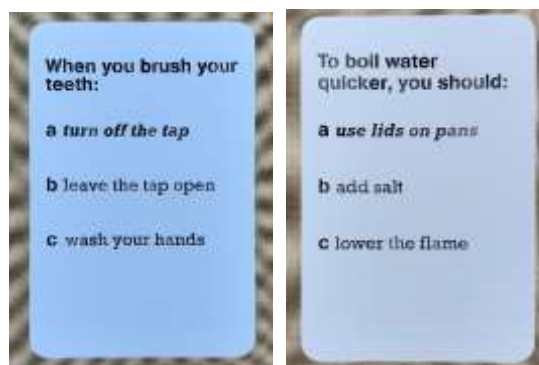 When you brush your
teeth:
a turn off the tap
b leave the tap open
c wash your hands
To boil water
quicker, you should:
a use lids on pans
b add salt
c lower the flame